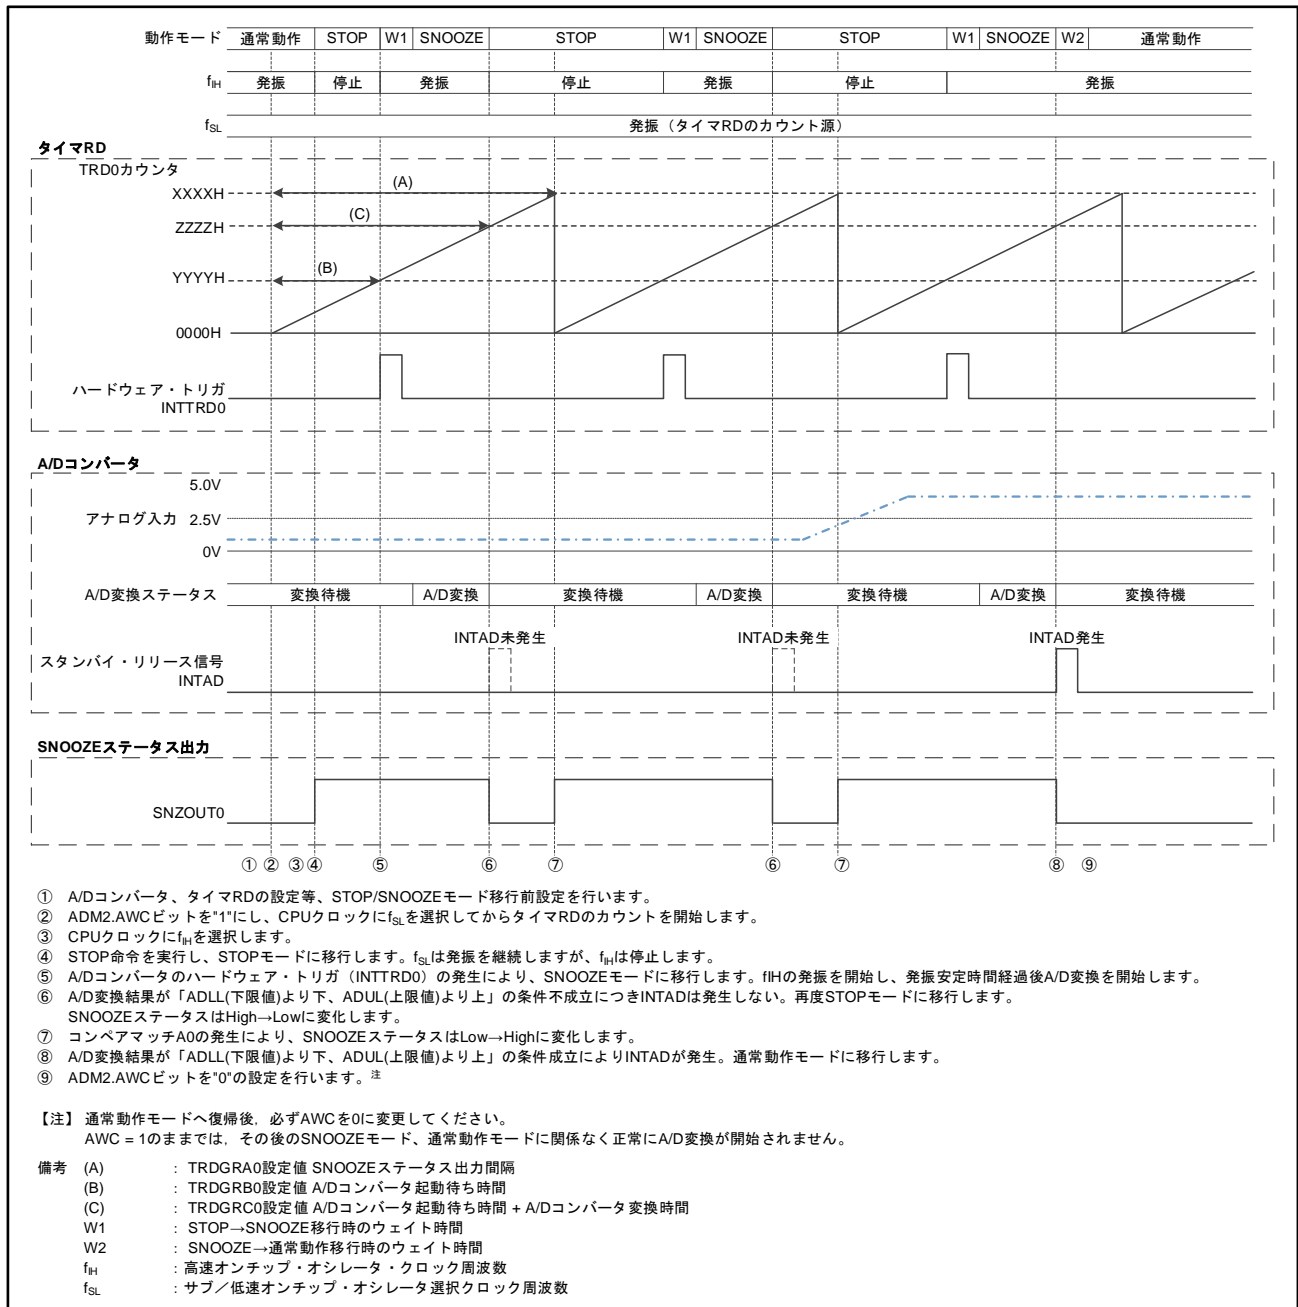 動作モード 通常動作 STOP W1 SNOOZE STOP W1 SNOOZE STOP W1 SNOOZE W2 通常動作
fIH 発振 停止 発振 停止 発振 停止 発振
fSL 発振（タイマRDのカウント源）
タイマRD
TRD0カウンタ
XXXXH (A)
ZZZZH (C)
YYYYH (B)
0000H
ハードウェア・トリガ
INTTRD0
A/Dコンバータ
5.0V
アナログ入力 2.5V
0V
A/D変換ステータス 変換待機 A/D変換 変換待機 A/D変換 変換待機 A/D変換 変換待機
INTAD未発生 INTAD未発生 INTAD発生
スタンバイ・リリース信号
INTAD
SNOOZEステータス出力
SNZOUT0
① ② ③ ④ ⑤ ⑥ ⑦ ⑥ ⑦ ⑧ ⑨
① A/Dコンバータ、タイマRDの設定等、STOP/SNOOZEモード移行前設定を行います。
② ADM2.AWCビットを"1"にし、CPUクロックにfSLを選択してからタイマRDのカウントを開始します。
③ CPUクロックにfIHを選択します。
④ STOP命令を実行し、STOPモードに移行します。fSLは発振を継続しますが、fIHは停止します。
⑤ A/Dコンバータのハードウェア・トリガ（INTTRD0）の発生により、SNOOZEモードに移行します。fIHの発振を開始し、発振安定時間経過後A/D変換を開始します。
⑥ A/D変換結果が「ADLL(下限値)より下、ADUL(上限値)より上」の条件不成立につきINTADは発生しない。再度STOPモードに移行します。
SNOOZEステータスはHigh→Lowに変化します。
⑦ コンペアマッチA0の発生により、SNOOZEステータスはLow→Highに変化します。
⑧ A/D変換結果が「ADLL(下限値)より下、ADUL(上限値)より上」の条件成立によりINTADが発生。通常動作モードに移行します。
⑨ ADM2.AWCビットを"0"の設定を行います。注
【注】 通常動作モードへ復帰後，必ずAWCを0に変更してください。
AWC = 1のままでは，その後のSNOOZEモード、通常動作モードに関係なく正常にA/D変換が開始されません。
備考 (A) : TRDGRA0設定値 SNOOZEステータス出力間隔
(B) : TRDGRB0設定値 A/Dコンバータ起動待ち時間
(C) : TRDGRC0設定値 A/Dコンバータ起動待ち時間 + A/Dコンバータ変換時間
W1 : STOP→SNOOZE移行時のウェイト時間
W2 : SNOOZE→通常動作移行時のウェイト時間
fIH : 高速オンチップ・オシレータ・クロック周波数
fSL : サブ／低速オンチップ・オシレータ選択クロック周波数